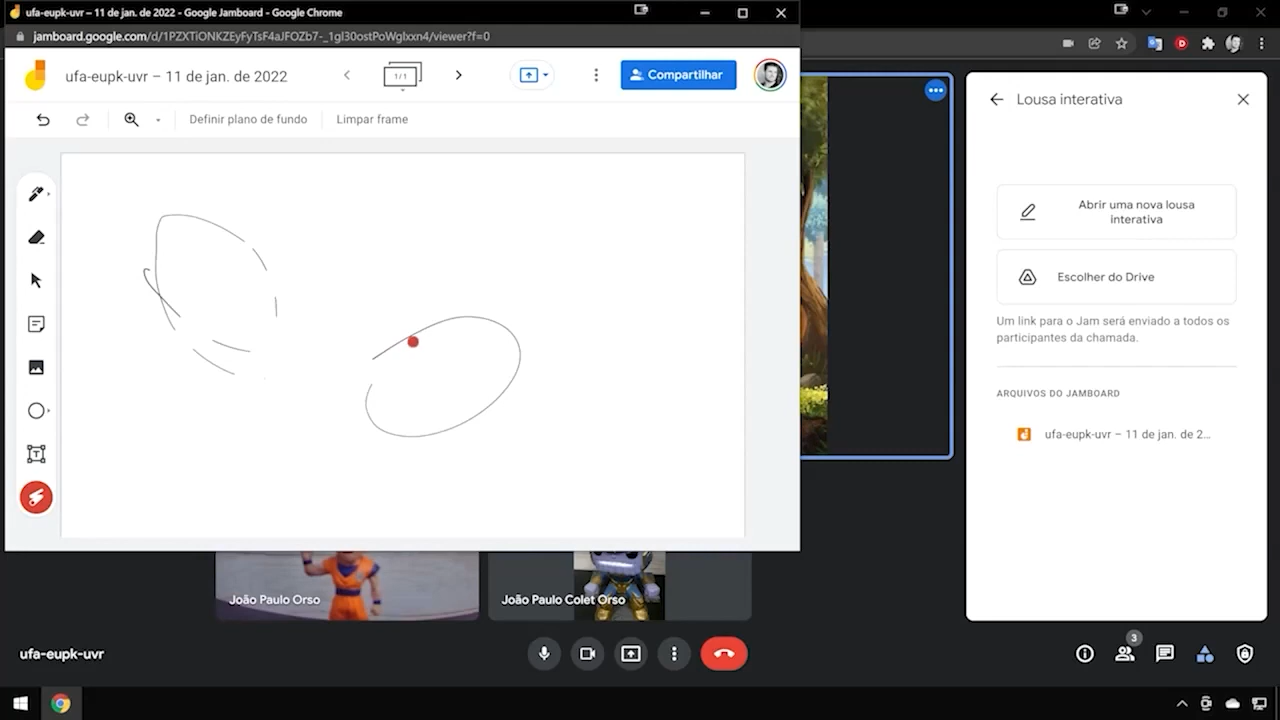 ufa-eupk-uvr – 11 de jan. de 2022 - Google Jamboard - Google Chrome
jamboard.google.com/d/1PZXTiONKZEyFyTsF4aJFOZb7-_1gl30ostPoWglxxn4/viewer?f=0
ufa-eupk-uvr – 11 de jan. de 2022
1/1
Compartilhar
Definir plano de fundo
Limpar frame
Lousa interativa
Abrir uma nova lousa
interativa
Escolher do Drive
Um link para o Jam será enviado a todos os
participantes da chamada.
ARQUIVOS DO JAMBOARD
ufa-eupk-uvr – 11 de jan. de 2...
João Paulo Orso
João Paulo Colet Orso
ufa-eupk-uvr
3